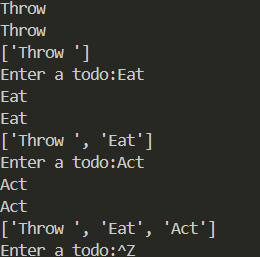 Throw
Throw
['Throw ']
Enter a todo:Eat
Eat
Eat
['Throw ', 'Eat']
Enter a todo:Act
Act
Act
['Throw ', 'Eat', 'Act']
Enter a todo:^Z